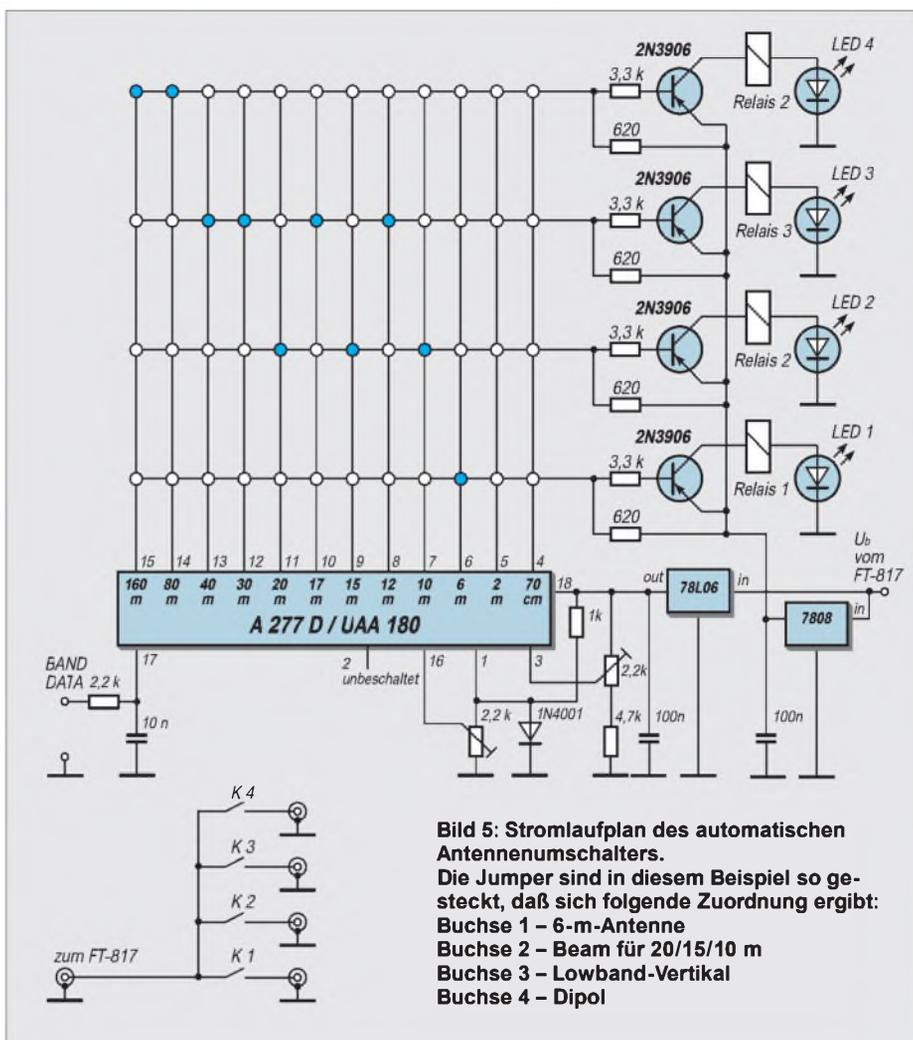 2N3906
LED 4
3,3 k
Relais 2
620
2N3906
LED 3
3,3 k
Relais 3
620
2N3906
LED 2
3,3 k
Relais 2
620
2N3906
LED 1
3,3 k
Relais 1
620
15 14 13 12 11 10 9 8 7 6 5 4
160 m
80 m
40 m
30 m
20 m
17 m
15 m
12 m
10 m
6 m
2 m
70 cm
A 277 D / UAA 180
18
out
78L06
in
Ub
vom
FT-817
7808
in
1k
17
2
unbeschaltet
16
1
3
BAND
DATA
2,2 k
10 n
2,2 k
1N4001
2,2k
4,7k
100n
100n
K 4
K 3
K 2
K 1
zum FT-817
Bild 5: Stromlaufplan des automatischen
Antennenumschalters.
Die Jumper sind in diesem Beispiel so ge-
steckt, daß sich folgende Zuordnung ergibt:
Buchse 1 – 6-m-Antenne
Buchse 2 – Beam für 20/15/10 m
Buchse 3 – Lowband-Vertikal
Buchse 4 – Dipol